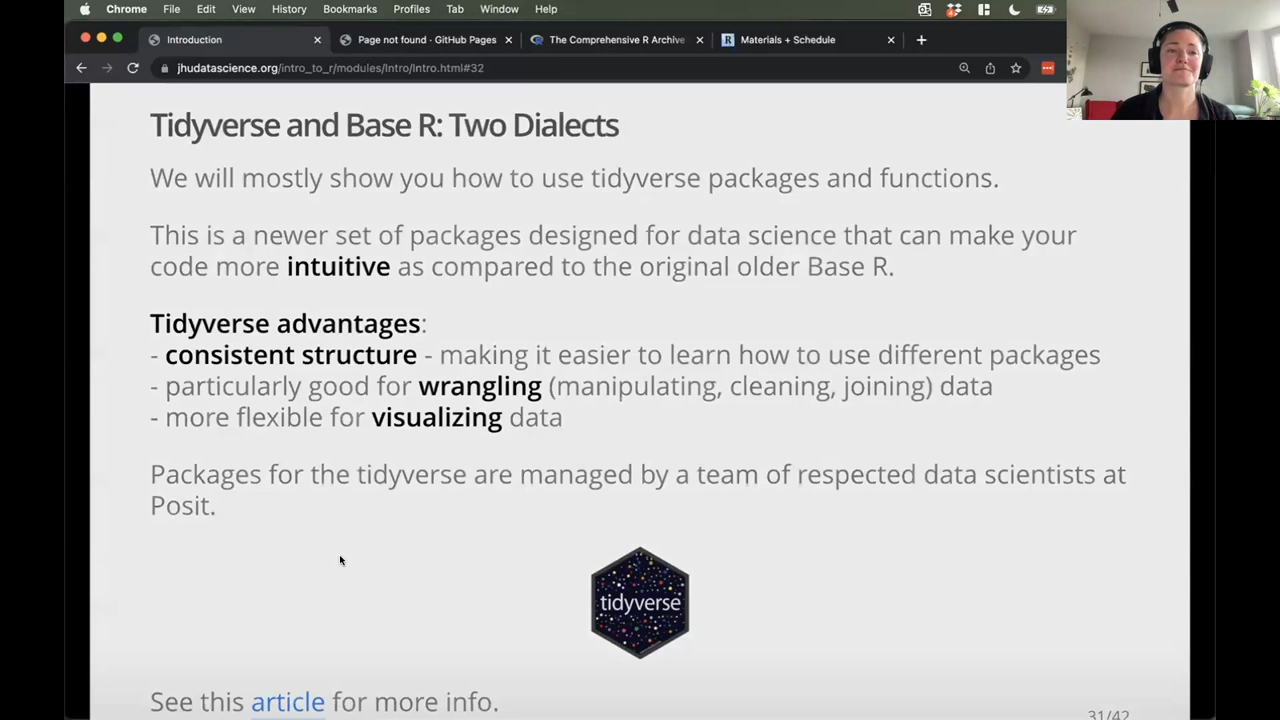 Chrome File Edit View History Bookmarks Profiles Tab Window Help
Introduction Page not found · GitHub Pages The Comprehensive R Archive Materials + Schedule
jhudatascience.org/intro_to_r/modules/Intro/Intro.html#32
Tidyverse and Base R: Two Dialects
We will mostly show you how to use tidyverse packages and functions.
This is a newer set of packages designed for data science that can make your
code more intuitive as compared to the original older Base R.
Tidyverse advantages:
- consistent structure - making it easier to learn how to use different packages
- particularly good for wrangling (manipulating, cleaning, joining) data
- more flexible for visualizing data
Packages for the tidyverse are managed by a team of respected data scientists at
Posit.
tidyverse
See this article for more info.
31/42